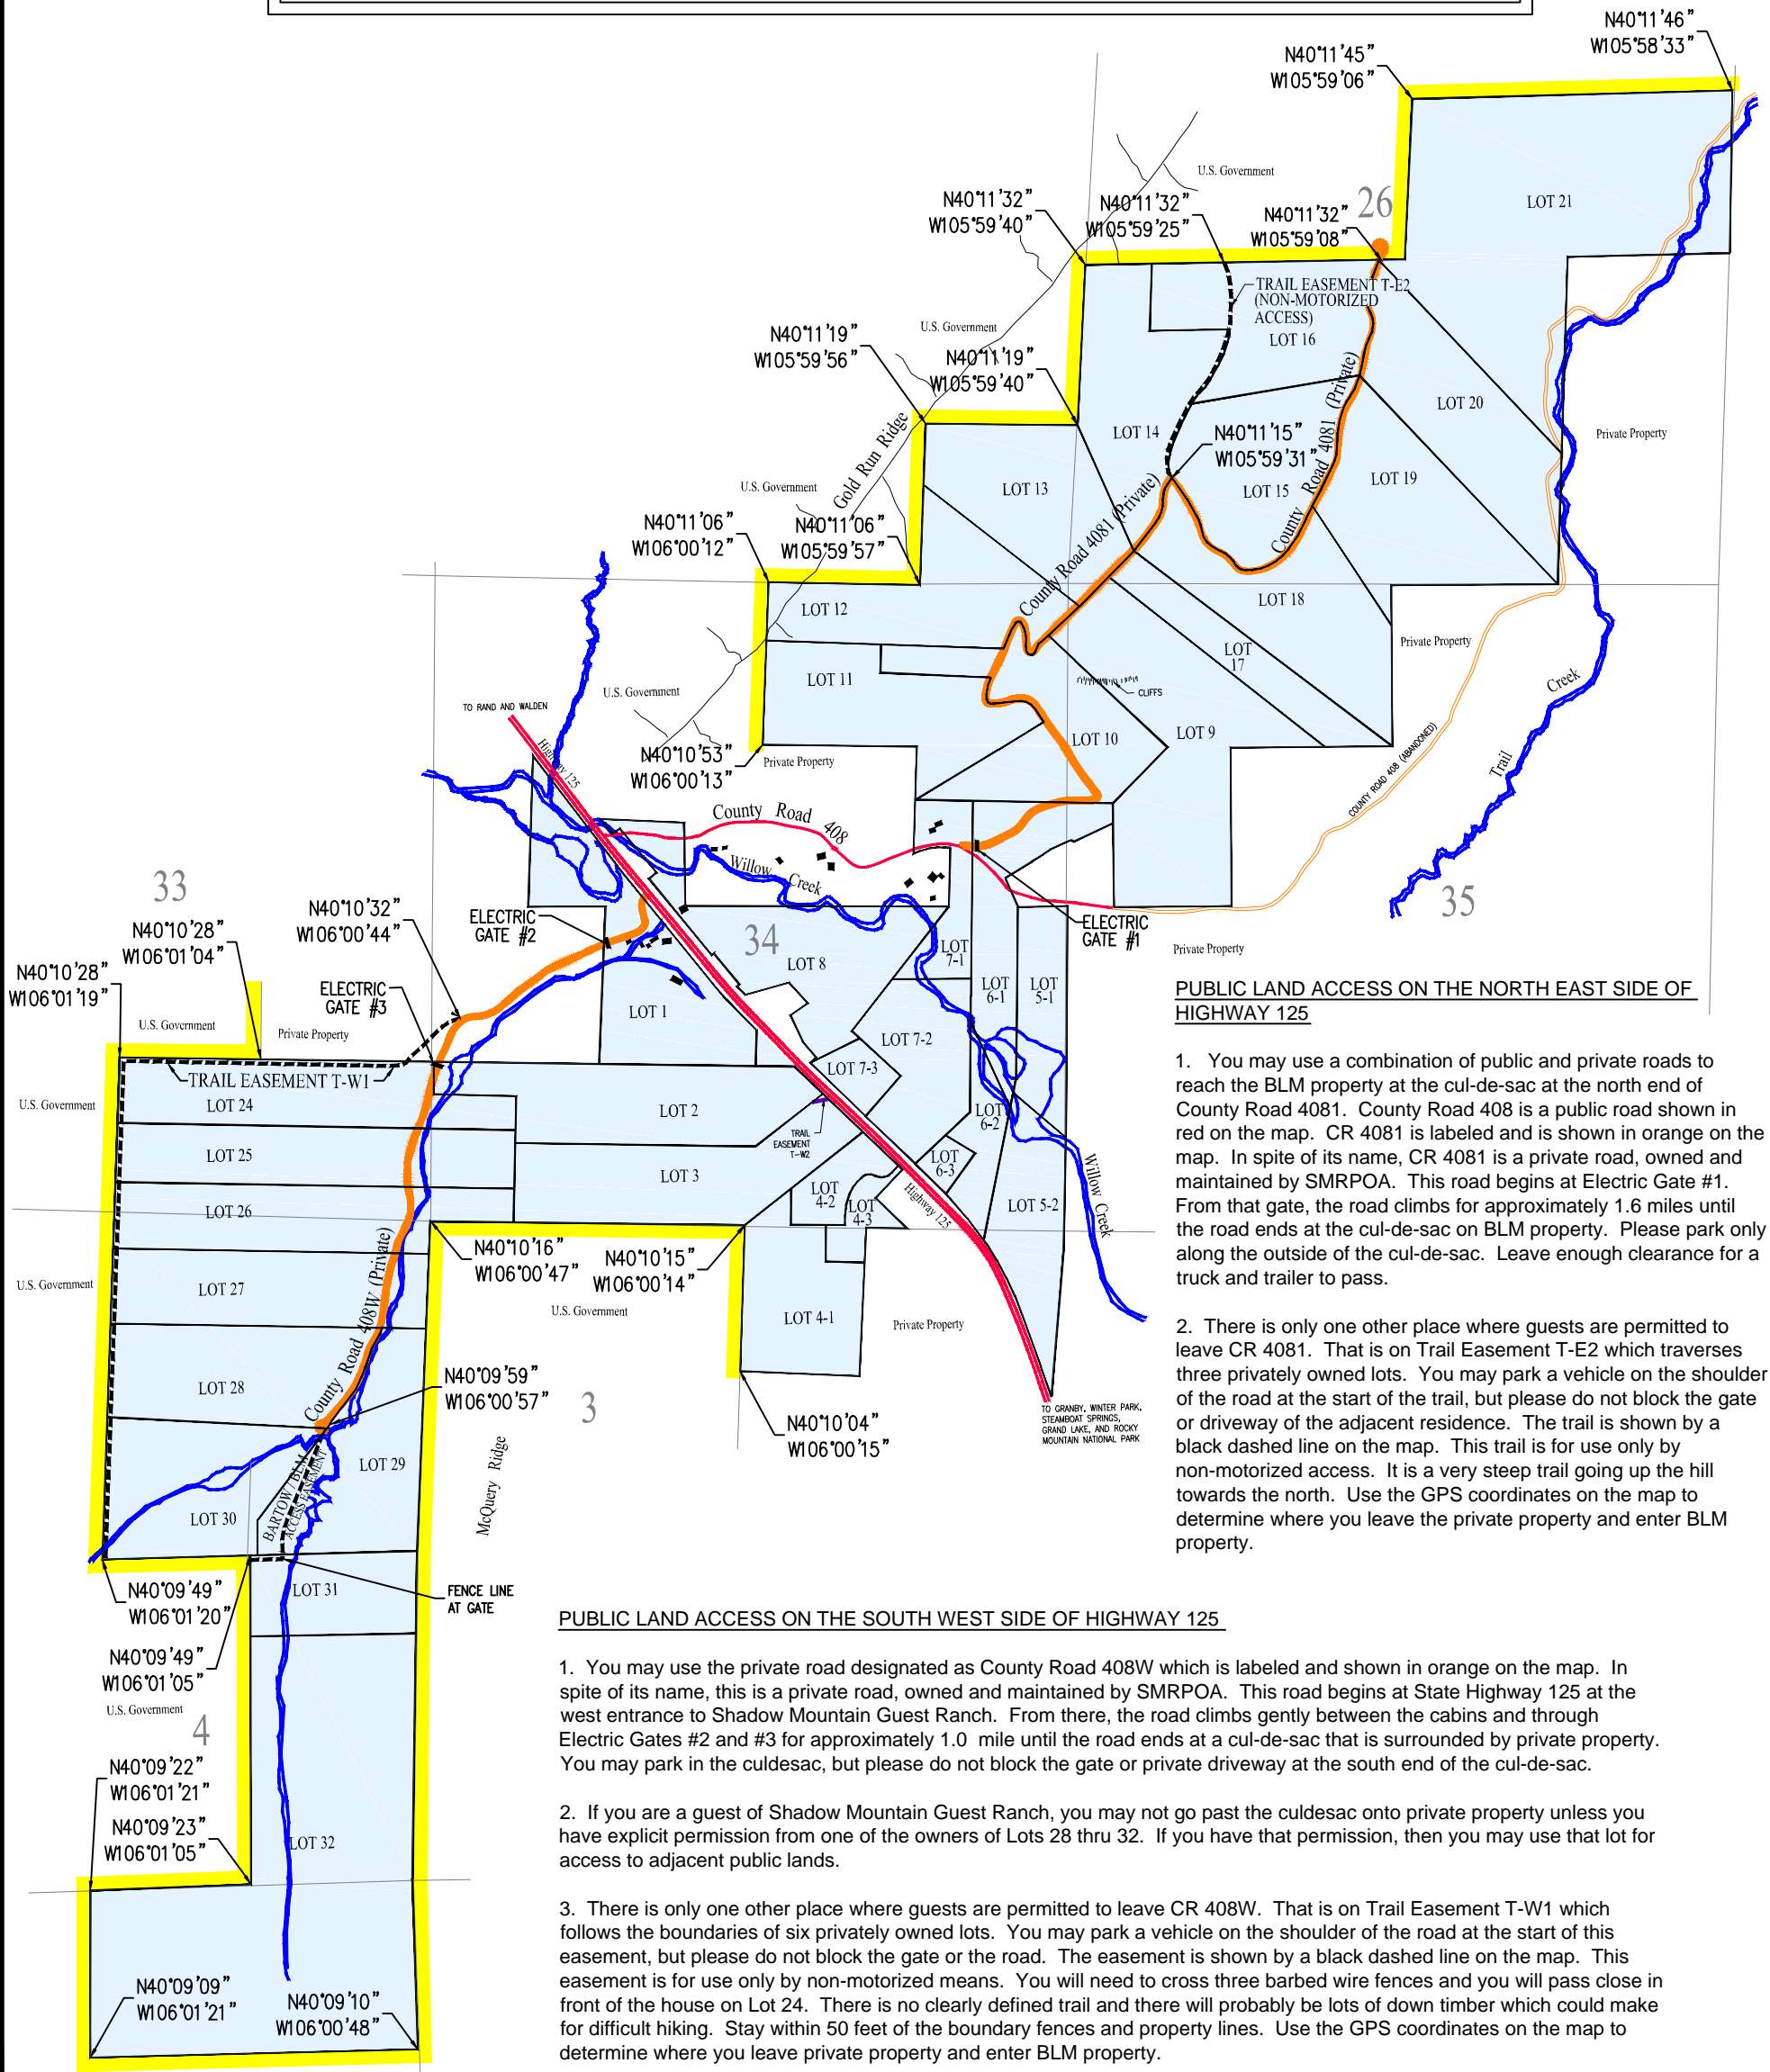 N40°11'46"
W105°58'33"
N40°11'45"
W105°59'06"
U.S. Government
26
LOT 21
N40°11'32"
W105°59'40"
N40°11'32"
W105°59'25"
N40°11'32"
W105°59'08"
TRAIL EASEMENT T-E2
(NON-MOTORIZED
ACCESS)
LOT 16
U.S. Government
N40°11'19"
W105°59'56"
N40°11'19"
W105°59'40"
LOT 20
Private Property
Gold Run Ridge
LOT 14
N40°11'15"
W105°59'31"
County Road 4081 (Private)
LOT 13
LOT 15
LOT 19
U.S. Government
N40°11'06"
W106°00'12"
N40°11'06"
W105°59'57"
County Road 4081 (Private)
LOT 12
LOT 18
Private Property
LOT
17
LOT 11
CLIFFS
Trail Creek
U.S. Government
TO RAND AND WALDEN
Highway 125
LOT 10
LOT 9
N40°10'53"
W106°00'13"
Private Property
COUNTY ROAD 408 (ABANDONED)
County Road 408
Willow Creek
33
35
N40°10'32"
W106°00'44"
ELECTRIC
GATE #2
34
ELECTRIC
GATE #1
N40°10'28"
W106°01'04"
N40°10'28"
W106°01'19"
LOT 8
LOT
7-1
Private Property
ELECTRIC
GATE #3
LOT
6-1
LOT
5-1
LOT 1
U.S. Government
Private Property
LOT 7-2
LOT 7-3
TRAIL EASEMENT T-W1
U.S. Government
LOT 24
LOT 2
LOT
6-2
TRAIL
EASEMENT
T-W2
LOT 25
LOT
6-3
LOT 3
LOT
4-2
LOT
4-3
Highway 125
LOT 5-2
Willow Creek
LOT 26
N40°10'16"
W106°00'47"
N40°10'15"
W106°00'14"
U.S. Government
LOT 27
U.S. Government
LOT 4-1
Private Property
County Road 408W (Private)
LOT 28
N40°09'59"
W106°00'57"
3
N40°10'04"
W106°00'15"
TO GRANBY, WINTER PARK,
STEAMBOAT SPRINGS,
GRAND LAKE, AND ROCKY
MOUNTAIN NATIONAL PARK
McQuery Ridge
LOT 29
BARTOW / BLM
ACCESS EASEMENT
LOT 30
N40°09'49"
W106°01'20"
LOT 31
FENCE LINE
AT GATE
N40°09'49"
W106°01'05"
U.S. Government
4
N40°09'22"
W106°01'21"
N40°09'23"
W106°01'05"
LOT 32
N40°09'09"
W106°01'21"
N40°09'10"
W106°00'48"
PUBLIC LAND ACCESS ON THE NORTH EAST SIDE OF
HIGHWAY 125
1. You may use a combination of public and private roads to
reach the BLM property at the cul-de-sac at the north end of
County Road 4081. County Road 408 is a public road shown in
red on the map. CR 4081 is labeled and is shown in orange on the
map. In spite of its name, CR 4081 is a private road, owned and
maintained by SMRPOA. This road begins at Electric Gate #1.
From that gate, the road climbs for approximately 1.6 miles until
the road ends at the cul-de-sac on BLM property. Please park only
along the outside of the cul-de-sac. Leave enough clearance for a
truck and trailer to pass.
2. There is only one other place where guests are permitted to
leave CR 4081. That is on Trail Easement T-E2 which traverses
three privately owned lots. You may park a vehicle on the shoulder
of the road at the start of the trail, but please do not block the gate
or driveway of the adjacent residence. The trail is shown by a
black dashed line on the map. This trail is for use only by
non-motorized access. It is a very steep trail going up the hill
towards the north. Use the GPS coordinates on the map to
determine where you leave the private property and enter BLM
property.
PUBLIC LAND ACCESS ON THE SOUTH WEST SIDE OF HIGHWAY 125
1. You may use the private road designated as County Road 408W which is labeled and shown in orange on the map. In
spite of its name, this is a private road, owned and maintained by SMRPOA. This road begins at State Highway 125 at the
west entrance to Shadow Mountain Guest Ranch. From there, the road climbs gently between the cabins and through
Electric Gates #2 and #3 for approximately 1.0 mile until the road ends at a cul-de-sac that is surrounded by private property.
You may park in the culdesac, but please do not block the gate or private driveway at the south end of the cul-de-sac.
2. If you are a guest of Shadow Mountain Guest Ranch, you may not go past the culdesac onto private property unless you
have explicit permission from one of the owners of Lots 28 thru 32. If you have that permission, then you may use that lot for
access to adjacent public lands.
3. There is only one other place where guests are permitted to leave CR 408W. That is on Trail Easement T-W1 which
follows the boundaries of six privately owned lots. You may park a vehicle on the shoulder of the road at the start of this
easement, but please do not block the gate or the road. The easement is shown by a black dashed line on the map. This
easement is for use only by non-motorized means. You will need to cross three barbed wire fences and you will pass close in
front of the house on Lot 24. There is no clearly defined trail and there will probably be lots of down timber which could make
for difficult hiking. Stay within 50 feet of the boundary fences and property lines. Use the GPS coordinates on the map to
determine where you leave private property and enter BLM property.